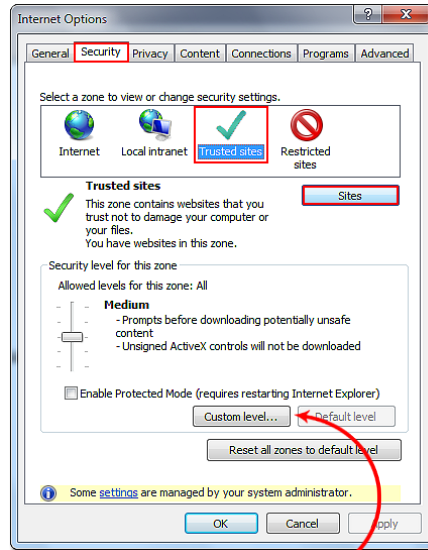 Internet Options
General Security Privacy Content Connections Programs Advanced
Select a zone to view or change security settings.
Internet Local intranet Trusted sites Restricted
sites
Trusted sites
Sites
This zone contains websites that you
trust not to damage your computer or
your files.
You have websites in this zone.
Security level for this zone
Allowed levels for this zone: All
Medium
- Prompts before downloading potentially unsafe
content
- Unsigned ActiveX controls will not be downloaded
Enable Protected Mode (requires restarting Internet Explorer)
Custom level... Default level
Reset all zones to default level
Some settings are managed by your system administrator.
OK Cancel Apply